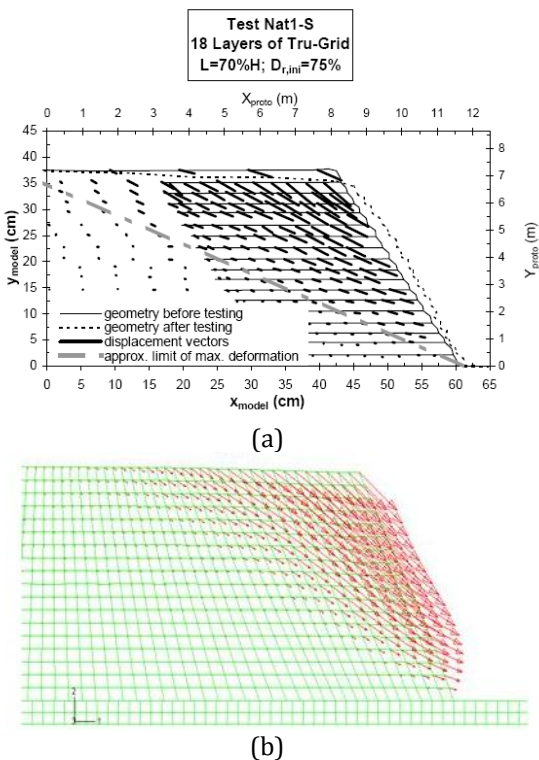 Test Nat1-S
18 Layers of Tru-Grid
L=70%H; Dr,ini=75%
Xproto (m)
0 1 2 3 4 5 6 7 8 9 10 11 12
45
40
35
30
25
20
15
10
5
0
ymodel (cm)
8
7
6
5
4
3
2
1
0
Yproto (m)
geometry before testing
geometry after testing
displacement vectors
approx. limit of max. deformation
0 5 10 15 20 25 30 35 40 45 50 55 60 65
xmodel (cm)
(a)
2
3 1
(b)